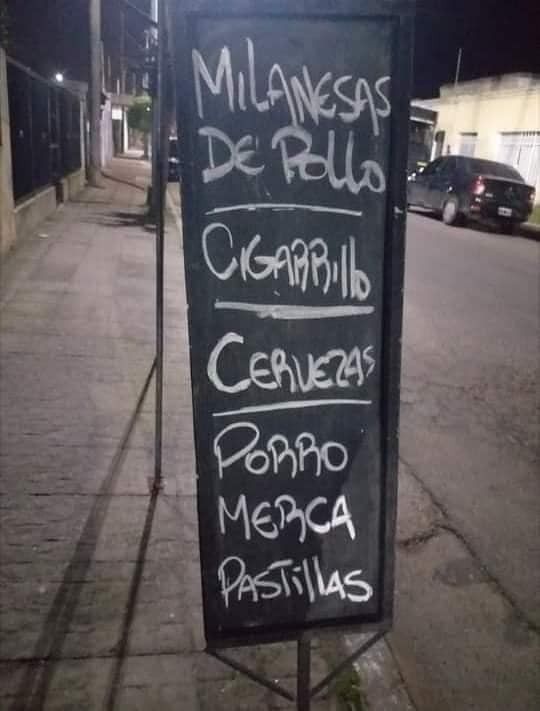 MILANESAS
DE POLLO
CIGARRILLO
CERVEZAS
PORRO
MERCA
PASTILLAS